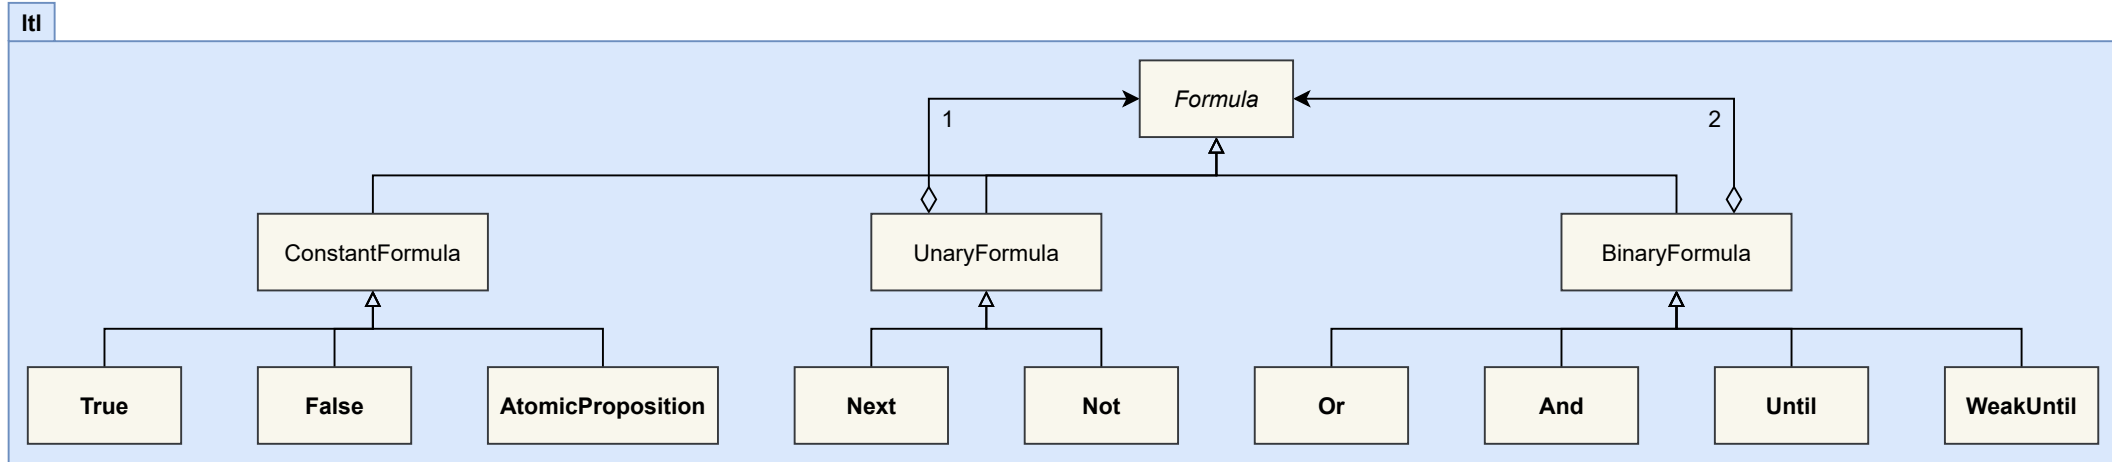 ltl
Formula
1
2
ConstantFormula
UnaryFormula
BinaryFormula
True
False
AtomicProposition
Next
Not
Or
And
Until
WeakUntil